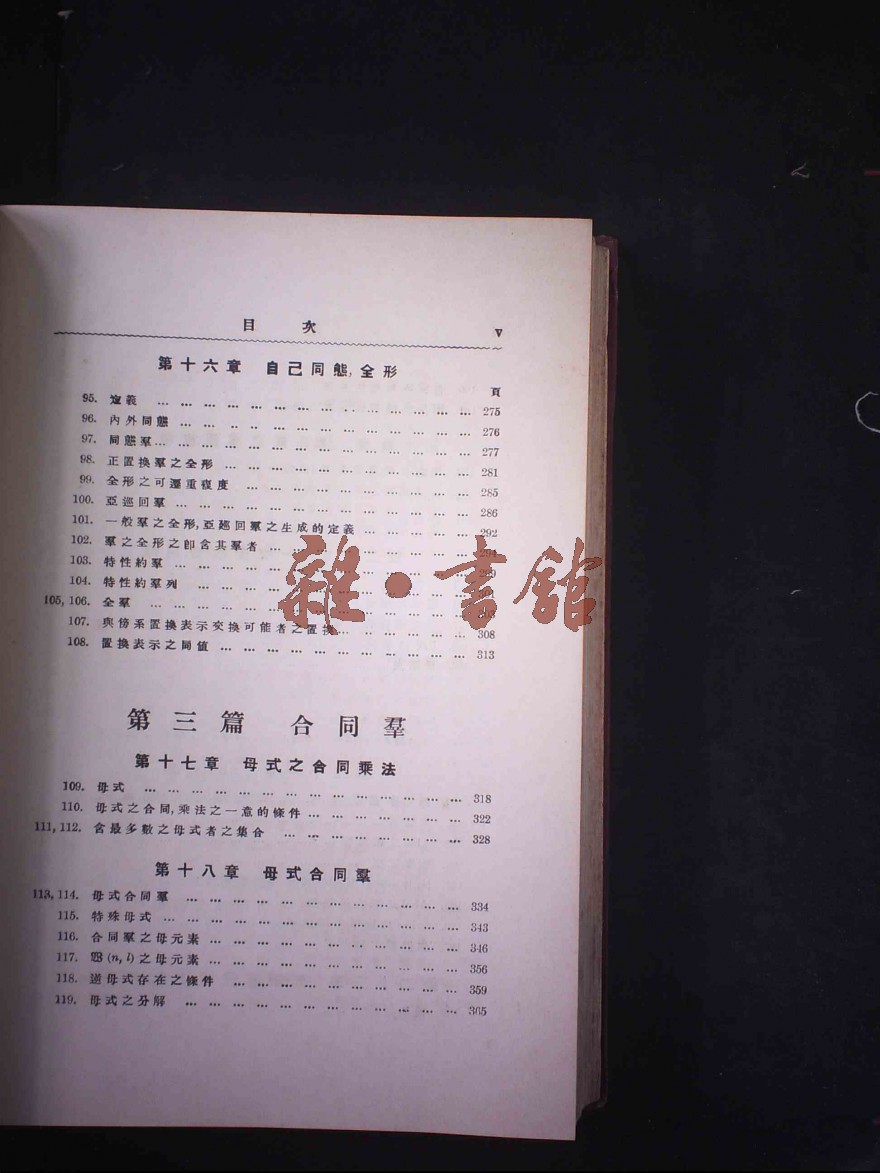 目 次 V
第十六章 自己同態,全形
頁
95. 定義 … 275
96. 內外同態 … 276
97. 同態羣 … 277
98. 正置換羣之全形 … 281
99. 全形之可遷重複度 … 285
100. 亞巡回羣 … 286
101. 一般羣之全形,亞巡回羣之生成的定義 … 292
102. 羣之全形之卽含其羣者 …
103. 特性約羣 …
104. 特性約羣列 …
105,106. 全羣 …
107. 與傍系置換表示交換可能者之置換 … 308
108. 置換表示之同值 … 313
雜·書館
第三篇 合同羣
第十七章 母式之合同乘法
109. 母式 … 318
110. 母式之合同,乘法之一意的條件 … 322
111,112. 含最多數之母式者之集合 … 328
第十八章 母式合同羣
113,114. 母式合同羣 … 334
115. 特殊母式 … 343
116. 合同羣之母元素 … 346
117. (n, l)之母元素 … 356
118. 逆母式存在之條件 … 359
119. 母式之分解 … 365